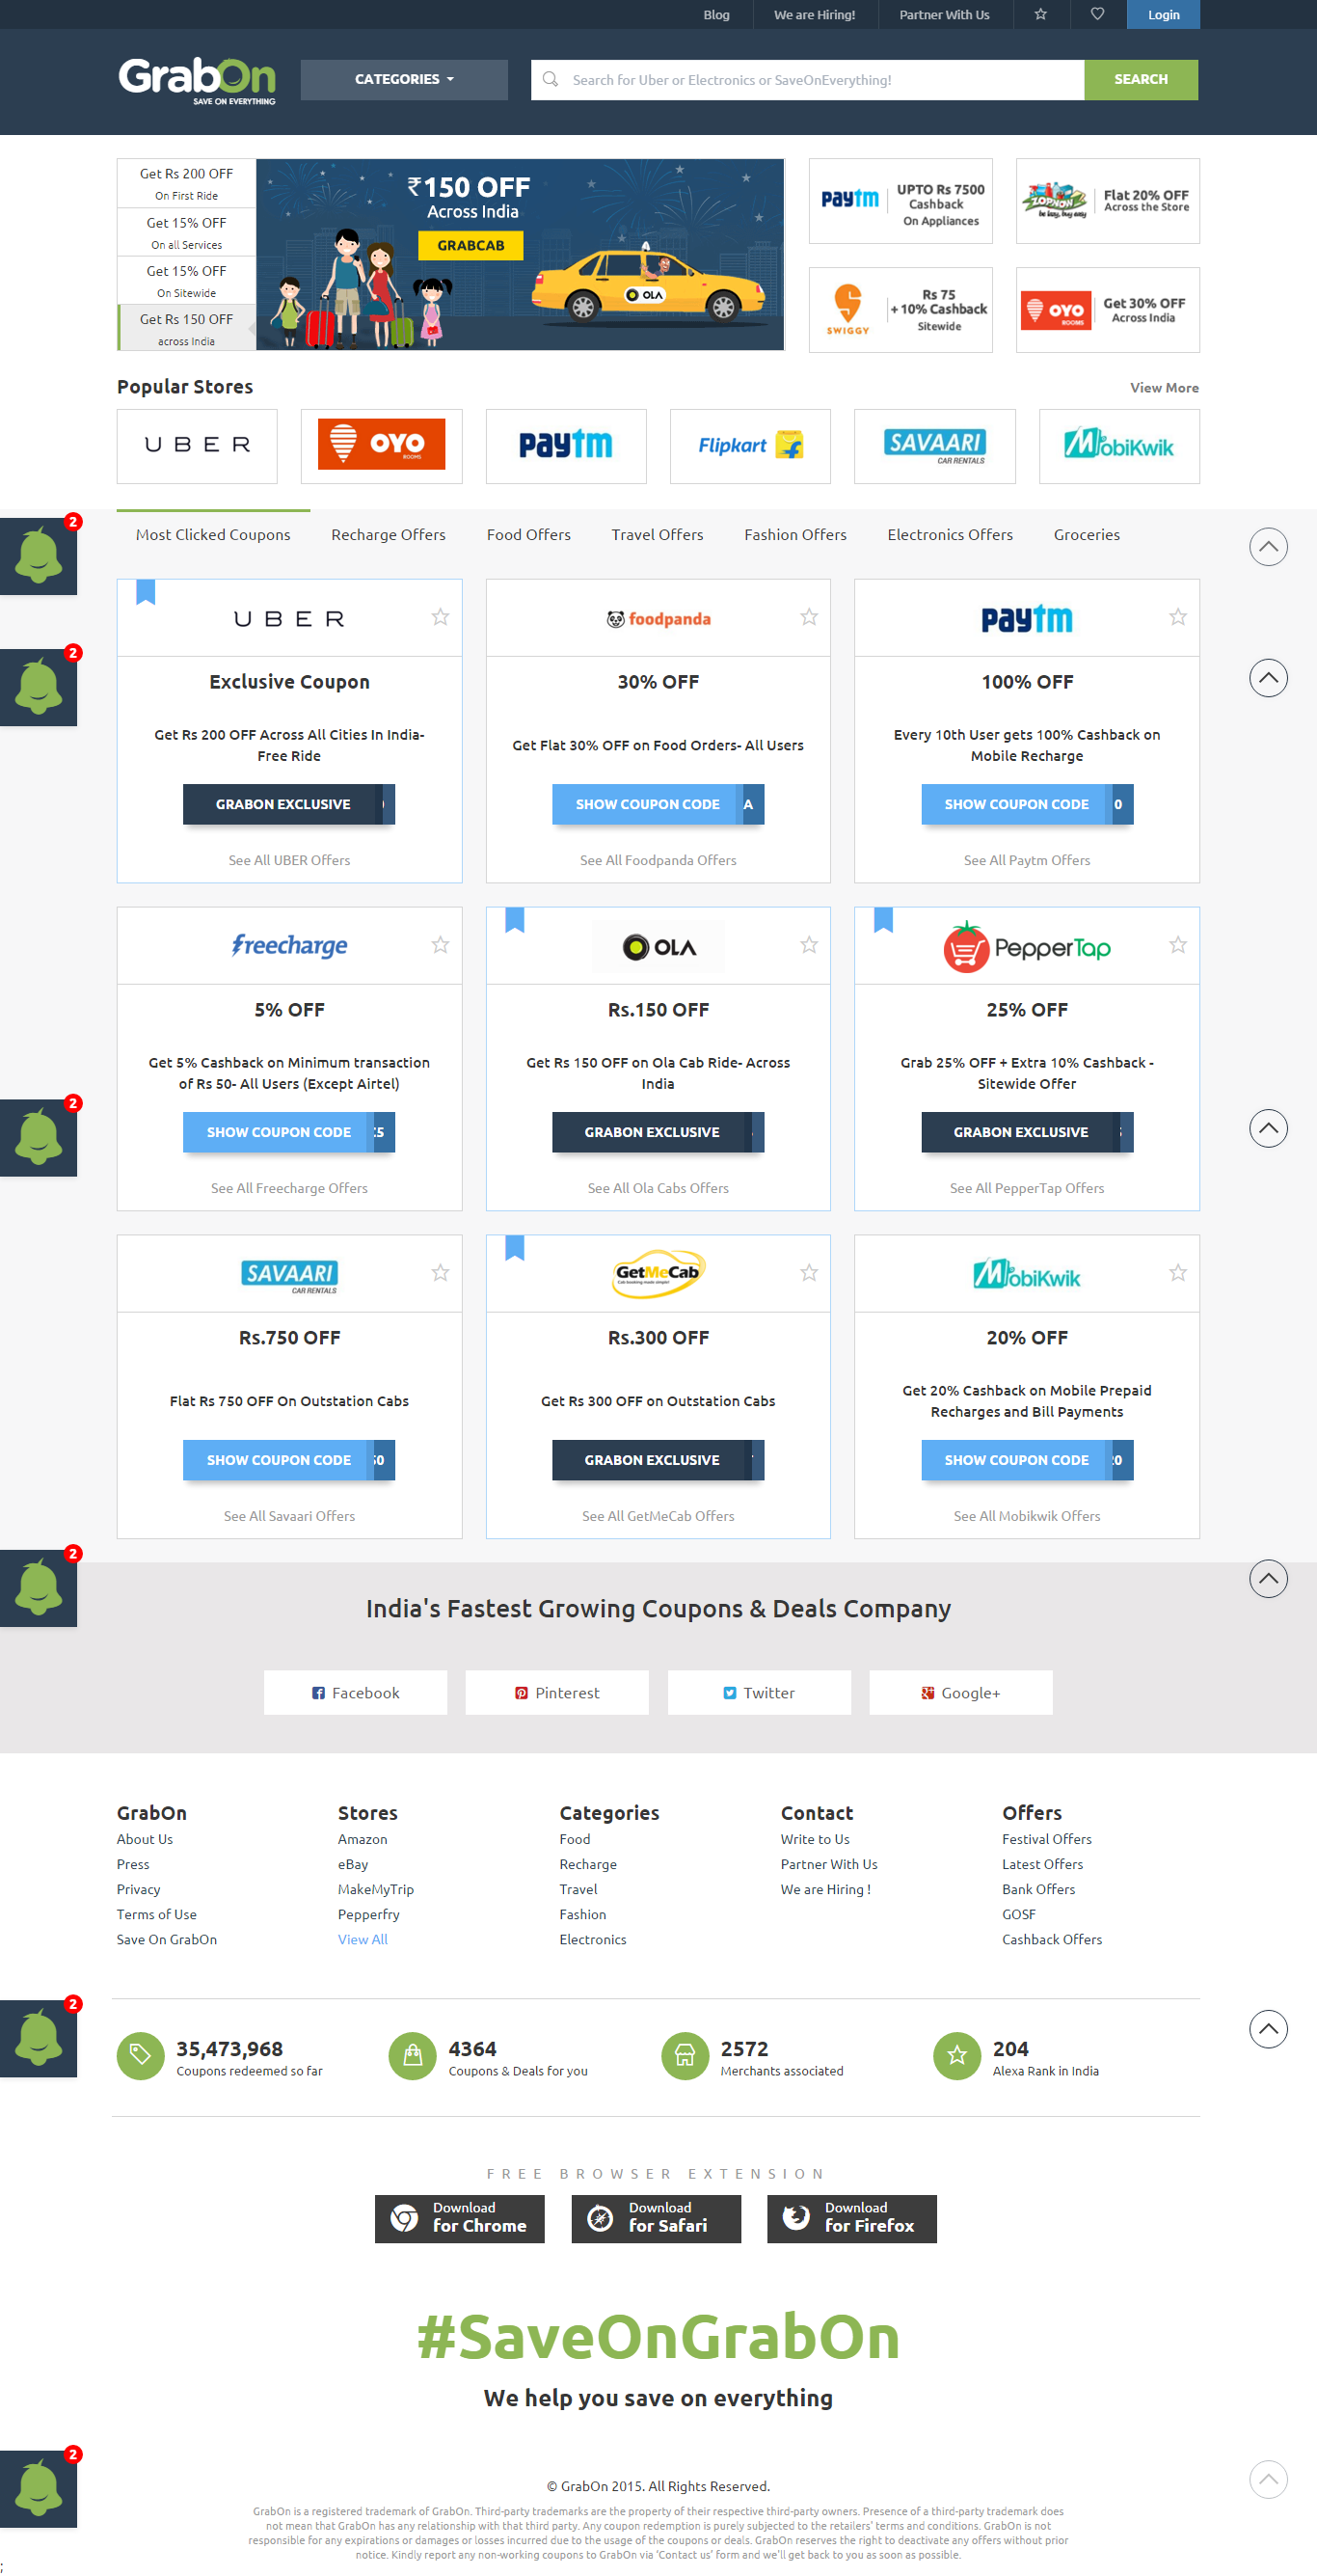 Blog
We are Hiring!
Partner With Us
Login
GrabOn
SAVE ON EVERYTHING
CATEGORIES
Search for Uber or Electronics or SaveOnEverything!
SEARCH
Get Rs 200 OFF
On First Ride
Get 15% OFF
On all Services
Get 15% OFF
On Sitewide
Get Rs 150 OFF
across India
₹150 OFF
Across India
GRABCAB
OLA
paytm
UPTO Rs 7500
Cashback
On Appliances
ZOPNOW
be lazy, buy easy
Flat 20% OFF
Across the Store
SWIGGY
Rs 75
+ 10% Cashback
Sitewide
OYO
ROOMS
Get 30% OFF
Across India
Popular Stores
View More
UBER
OYO
ROOMS
paytm
Flipkart
SAVAARI
CAR RENTALS
MobiKwik
2
Most Clicked Coupons
Recharge Offers
Food Offers
Travel Offers
Fashion Offers
Electronics Offers
Groceries
UBER
foodpanda
paytm
2
Exclusive Coupon
30% OFF
100% OFF
Get Rs 200 OFF Across All Cities In India-
Free Ride
Get Flat 30% OFF on Food Orders- All Users
Every 10th User gets 100% Cashback on
Mobile Recharge
GRABON EXCLUSIVE
SHOW COUPON CODE
A
SHOW COUPON CODE
0
See All UBER Offers
See All Foodpanda Offers
See All Paytm Offers
freecharge
OLA
PepperTap
5% OFF
Rs.150 OFF
25% OFF
Get 5% Cashback on Minimum transaction
of Rs 50- All Users (Except Airtel)
Get Rs 150 OFF on Ola Cab Ride- Across
India
Grab 25% OFF + Extra 10% Cashback -
Sitewide Offer
2
SHOW COUPON CODE
5
GRABON EXCLUSIVE
GRABON EXCLUSIVE
See All Freecharge Offers
See All Ola Cabs Offers
See All PepperTap Offers
SAVAARI
CAR RENTALS
GetMeCab
Cab booking made simple!
MobiKwik
Rs.750 OFF
Rs.300 OFF
20% OFF
Flat Rs 750 OFF On Outstation Cabs
Get Rs 300 OFF on Outstation Cabs
Get 20% Cashback on Mobile Prepaid
Recharges and Bill Payments
SHOW COUPON CODE
50
GRABON EXCLUSIVE
SHOW COUPON CODE
20
See All Savaari Offers
See All GetMeCab Offers
See All Mobikwik Offers
2
India's Fastest Growing Coupons & Deals Company
Facebook
Pinterest
Twitter
Google+
GrabOn
About Us
Press
Privacy
Terms of Use
Save On GrabOn
Stores
Amazon
eBay
MakeMyTrip
Pepperfry
View All
Categories
Food
Recharge
Travel
Fashion
Electronics
Contact
Write to Us
Partner With Us
We are Hiring !
Offers
Festival Offers
Latest Offers
Bank Offers
GOSF
Cashback Offers
2
35,473,968
Coupons redeemed so far
4364
Coupons & Deals for you
2572
Merchants associated
204
Alexa Rank in India
FREE BROWSER EXTENSION
Download
for Chrome
Download
for Safari
Download
for Firefox
#SaveOnGrabOn
We help you save on everything
2
© GrabOn 2015. All Rights Reserved.
GrabOn is a registered trademark of GrabOn. Third-party trademarks are the property of their respective third-party owners. Presence of a third-party trademark does
not mean that GrabOn has any relationship with that third party. Any coupon redemption is purely subjected to the retailers' terms and conditions. GrabOn is not
responsible for any expirations or damages or losses incurred due to the usage of the coupons or deals. GrabOn reserves the right to deactivate any offers without prior
notice. Kindly report any non-working coupons to GrabOn via 'Contact us' form and we'll get back to you as soon as possible.
;